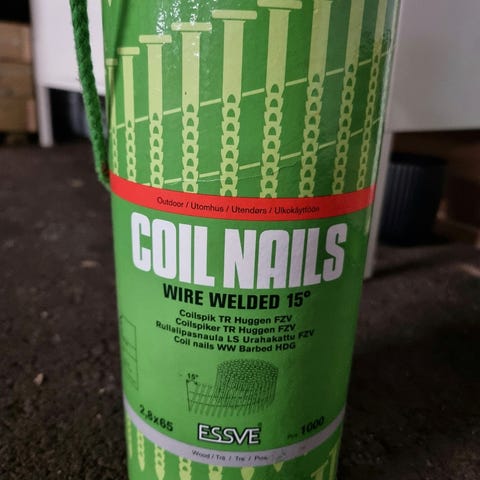 Outdoor / Utomhus / Utendørs / Ulkokäyttöön
COIL NAILS
WIRE WELDED 15°
Coilspik TR Huggen FZV
Coilspiker TR Huggen FZV
Rullalipasnaula LS Urahakattu FZV
Coil nails WW Barbed HDG
15°
2,8x65
ESSVE
Pcs 1000
Wood / Trä / Tre / Puu